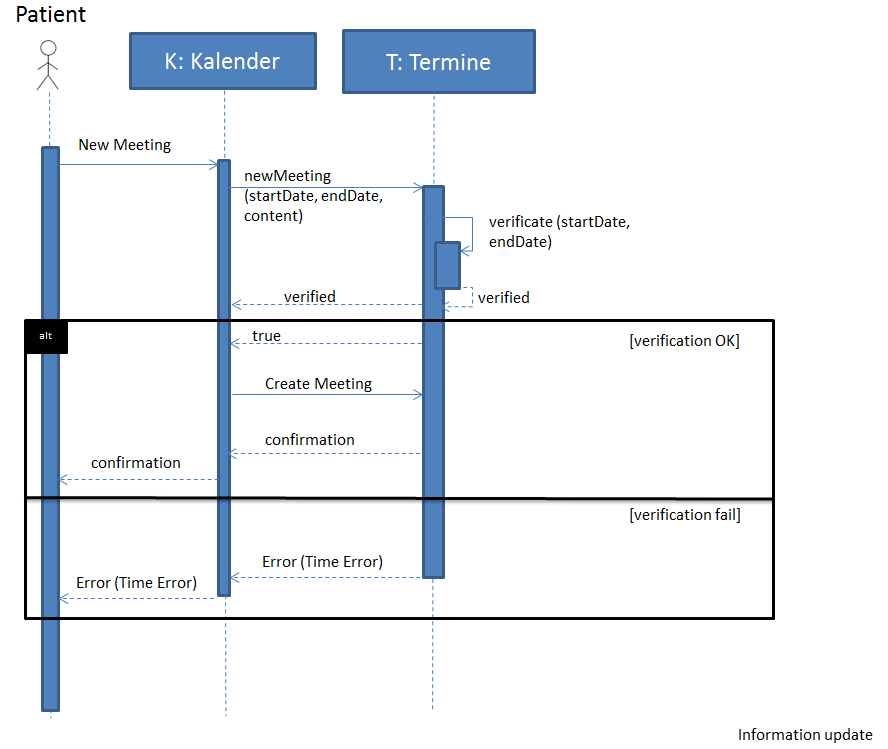 Patient
K: Kalender
T: Termine
New Meeting
newMeeting
(startDate, endDate,
content)
verificate (startDate,
endDate)
verified
verified
alt
true
[verification OK]
Create Meeting
confirmation
confirmation
[verification fail]
Error (Time Error)
Error (Time Error)
Information update